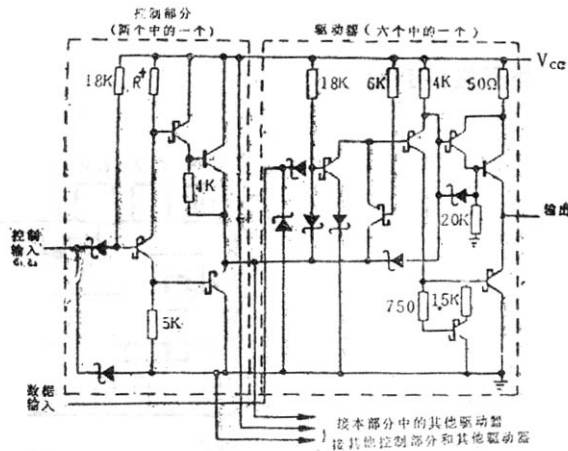 控制部分
(两个中的一个)
驱动器(六个中的一个)
Vcc
18K
R*
18K
6K
4K
50Ω
4K
20K
输出
控制
输入
5K
750
1.5K
数据
输入
接本部分中的其他驱动器
接其他控制部分和其他驱动器